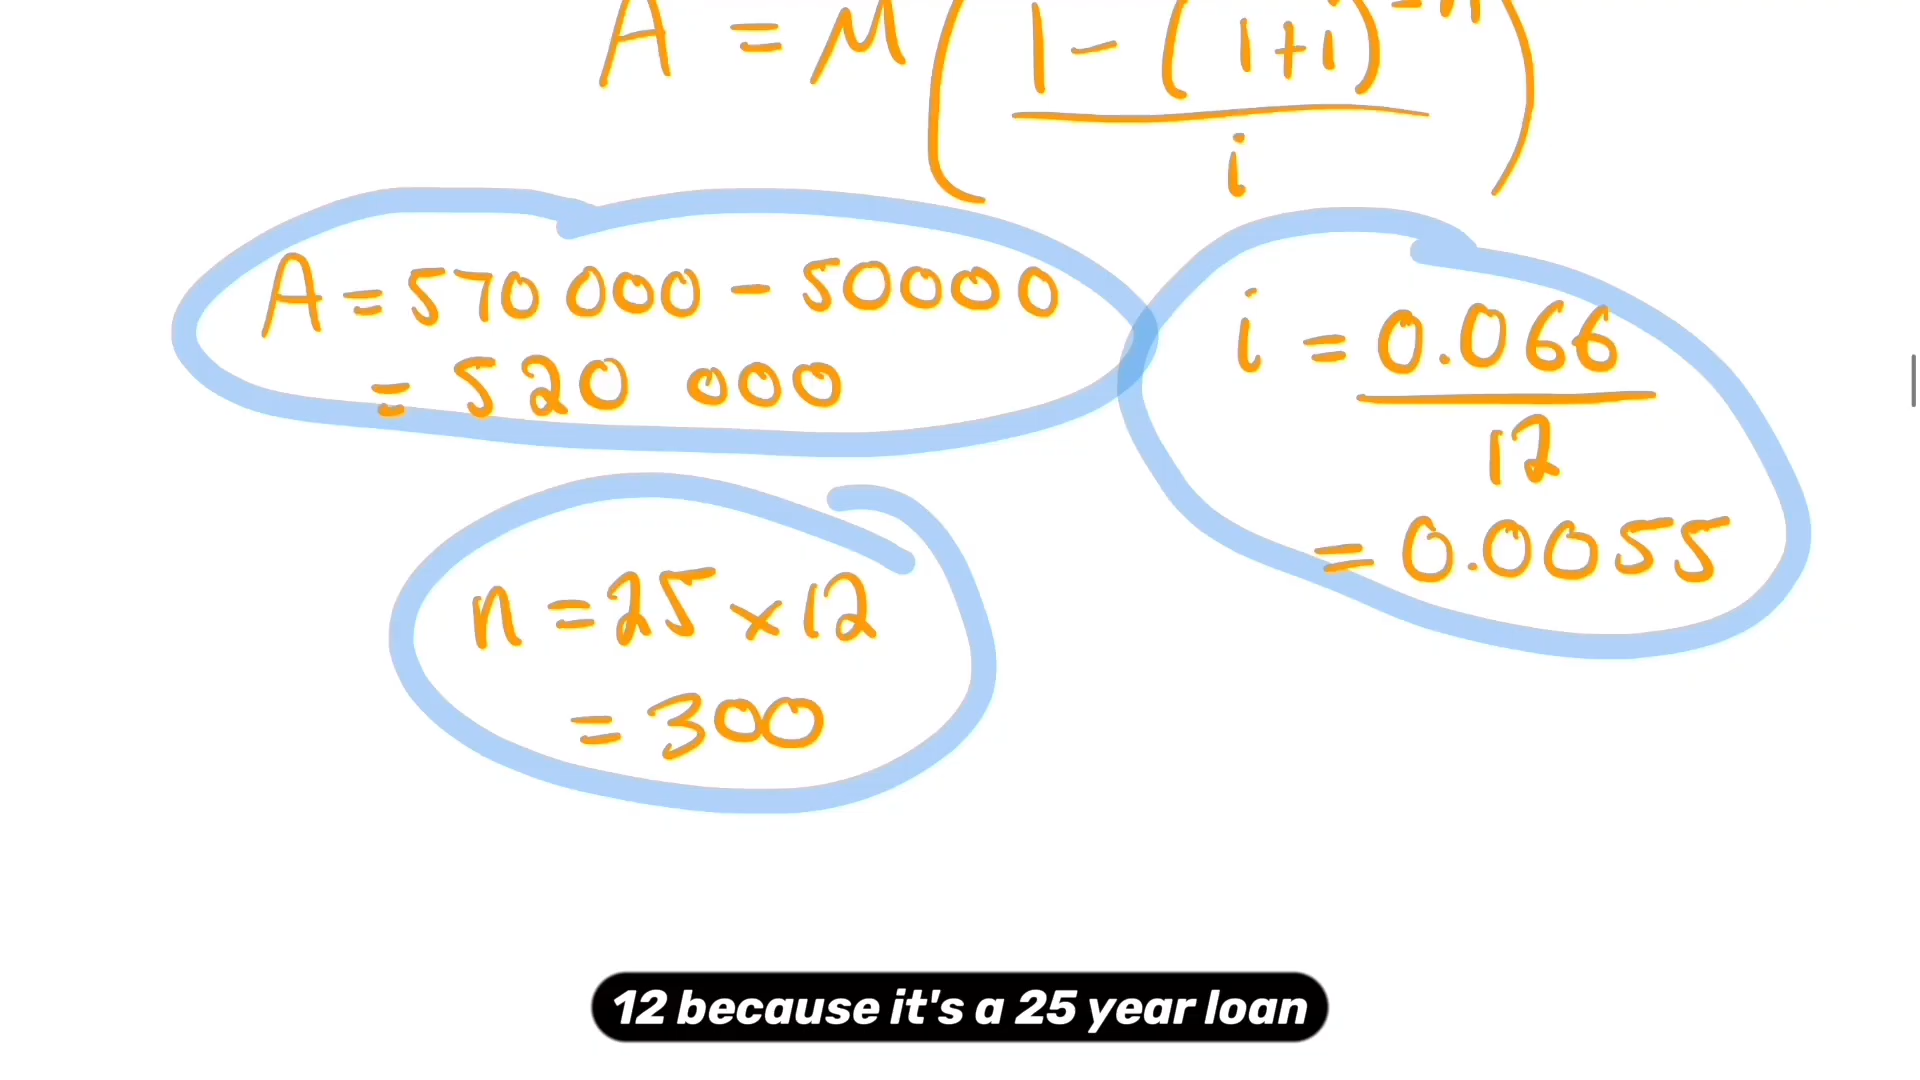 A = M(1-(1+i)^-n / i)
A = 570 000 - 50000
= 520 000
i = 0.066 / 12
= 0.0055
n = 25 x 12
= 300
12 because it's a 25 year loan